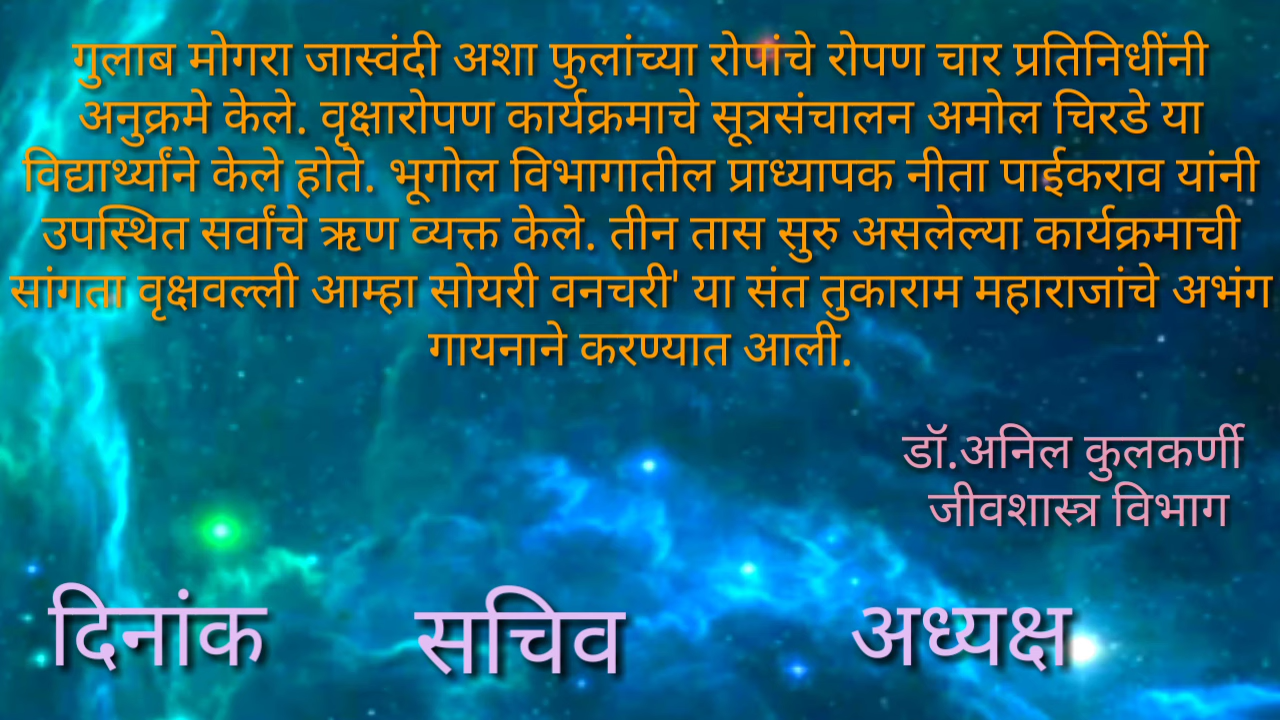 गुलाब मोगरा जास्वंदी अशा फुलांच्या रोपांचे रोपण चार प्रतिनिधींनी
अनुक्रमे केले. वृक्षारोपण कार्यक्रमाचे सूत्रसंचालन अमोल चिरडे या
विद्यार्थ्यांने केले होते. भूगोल विभागातील प्राध्यापक नीता पाईकराव यांनी
उपस्थित सर्वांचे ऋण व्यक्त केले. तीन तास सुरु असलेल्या कार्यक्रमाची
सांगता वृक्षवल्ली आम्हा सोयरी वनचरी' या संत तुकाराम महाराजांचे अभंग
गायनाने करण्यात आली.
डॉ.अनिल कुलकर्णी
जीवशास्त्र विभाग
दिनांक सचिव अध्यक्ष